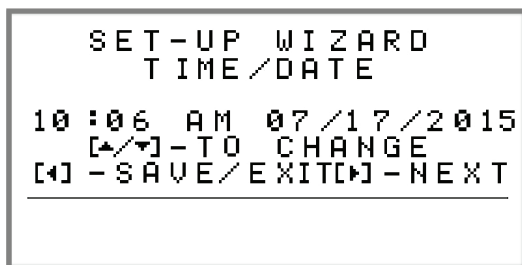 SET-UP WIZARD
TIME/DATE
10:06 AM 07/17/2015
[▲/▼]-TO CHANGE
[◀]-SAVE/EXIT[▶]-NEXT